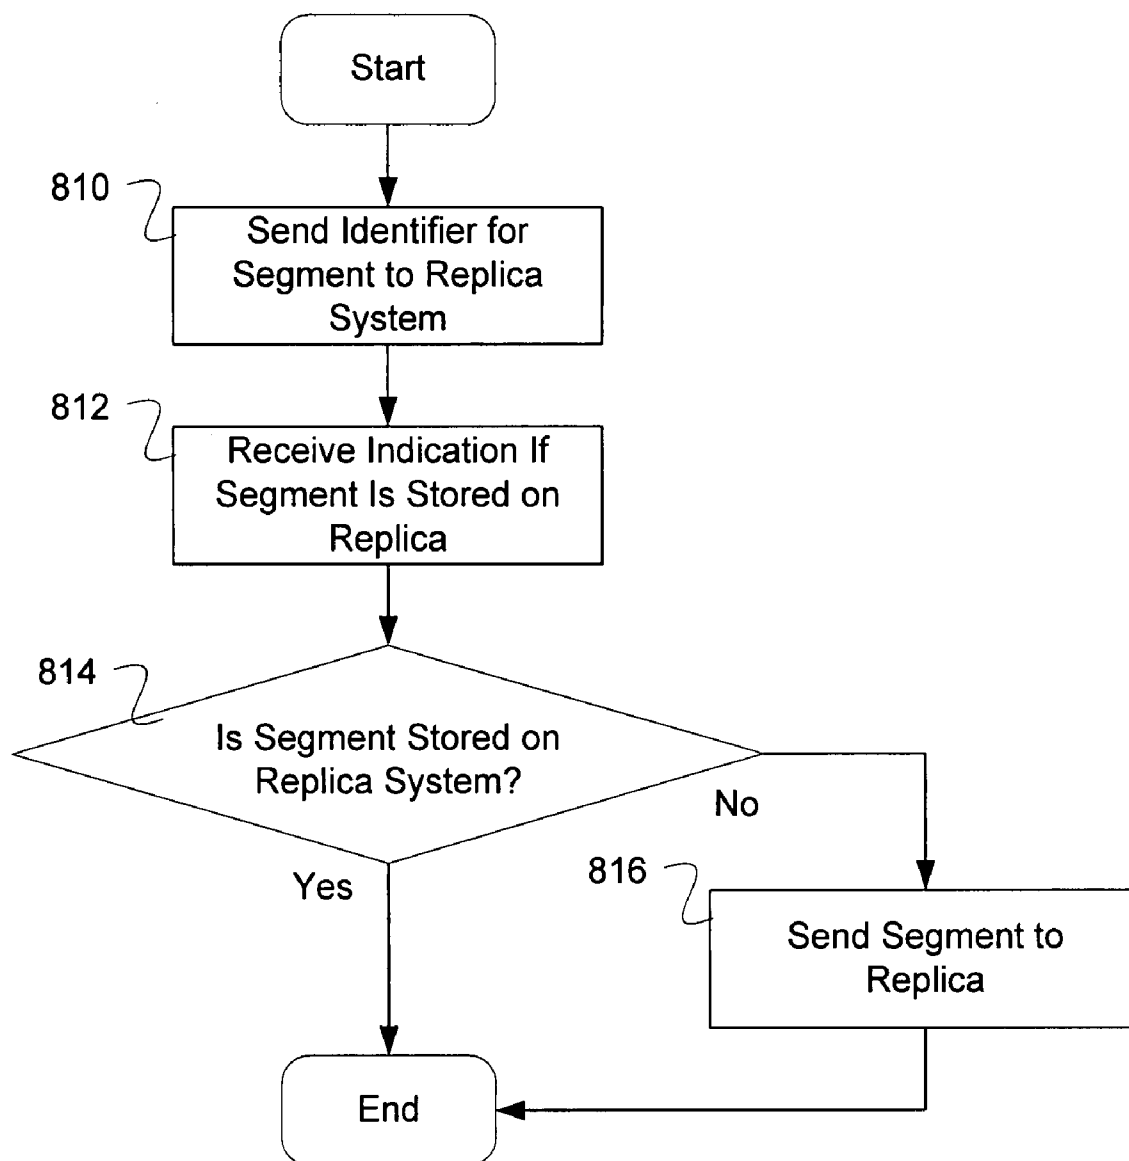 Start
810
Send Identifier for
Segment to Replica
System
812
Receive Indication If
Segment Is Stored on
Replica
814
Is Segment Stored on
Replica System?
No
Yes
816
Send Segment to
Replica
End